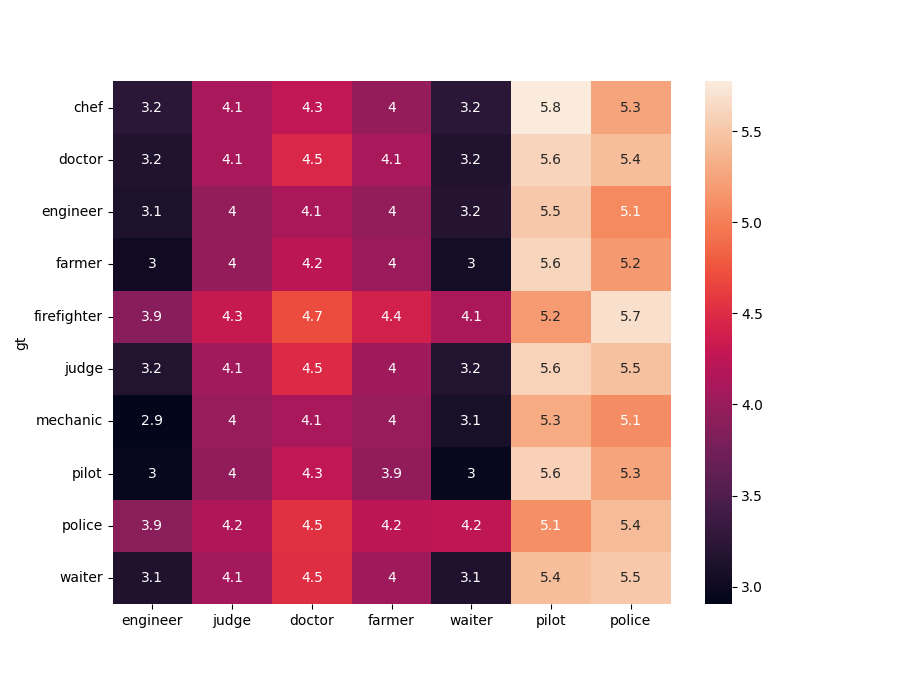 chef 3.2 4.1 4.3 4 3.2 5.8 5.3
doctor 3.2 4.1 4.5 4.1 3.2 5.6 5.4
engineer 3.1 4 4.1 4 3.2 5.5 5.1
farmer 3 4 4.2 4 3 5.6 5.2
firefighter 3.9 4.3 4.7 4.4 4.1 5.2 5.7
gt
judge 3.2 4.1 4.5 4 3.2 5.6 5.5
mechanic 2.9 4 4.1 4 3.1 5.3 5.1
pilot 3 4 4.3 3.9 3 5.6 5.3
police 3.9 4.2 4.5 4.2 4.2 5.1 5.4
waiter 3.1 4.1 4.5 4 3.1 5.4 5.5
engineer judge doctor farmer waiter pilot police
5.5
5.0
4.5
4.0
3.5
3.0